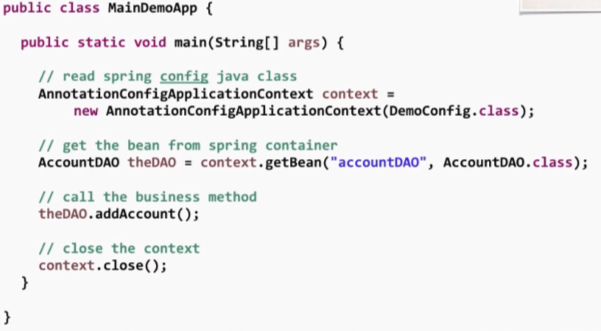 public class MainDemoApp {
public static void main(String[] args) {
// read spring config java class
AnnotationConfigApplicationContext context =
new AnnotationConfigApplicationContext(DemoConfig.class);
// get the bean from spring container
AccountDAO theDAO = context.getBean("accountDAO", AccountDAO.class);
// call the business method
theDAO.addAccount();
// close the context
context.close();
}
}